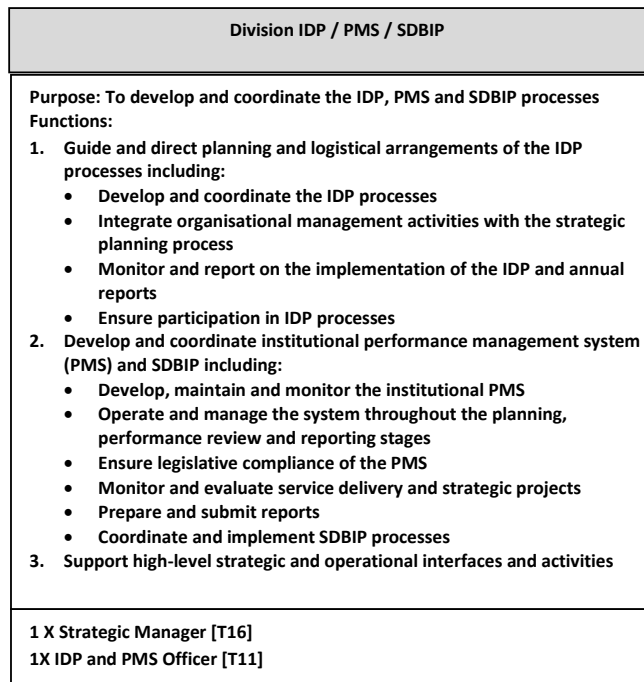 Division IDP / PMS / SDBIP
Purpose: To develop and coordinate the IDP, PMS and SDBIP processes
Functions:
1. Guide and direct planning and logistical arrangements of the IDP
processes including:
• Develop and coordinate the IDP processes
• Integrate organisational management activities with the strategic
planning process
• Monitor and report on the implementation of the IDP and annual
reports
• Ensure participation in IDP processes
2. Develop and coordinate institutional performance management system
(PMS) and SDBIP including:
• Develop, maintain and monitor the institutional PMS
• Operate and manage the system throughout the planning,
performance review and reporting stages
• Ensure legislative compliance of the PMS
• Monitor and evaluate service delivery and strategic projects
• Prepare and submit reports
• Coordinate and implement SDBIP processes
3. Support high-level strategic and operational interfaces and activities
1 X Strategic Manager [T16]
1X IDP and PMS Officer [T11]